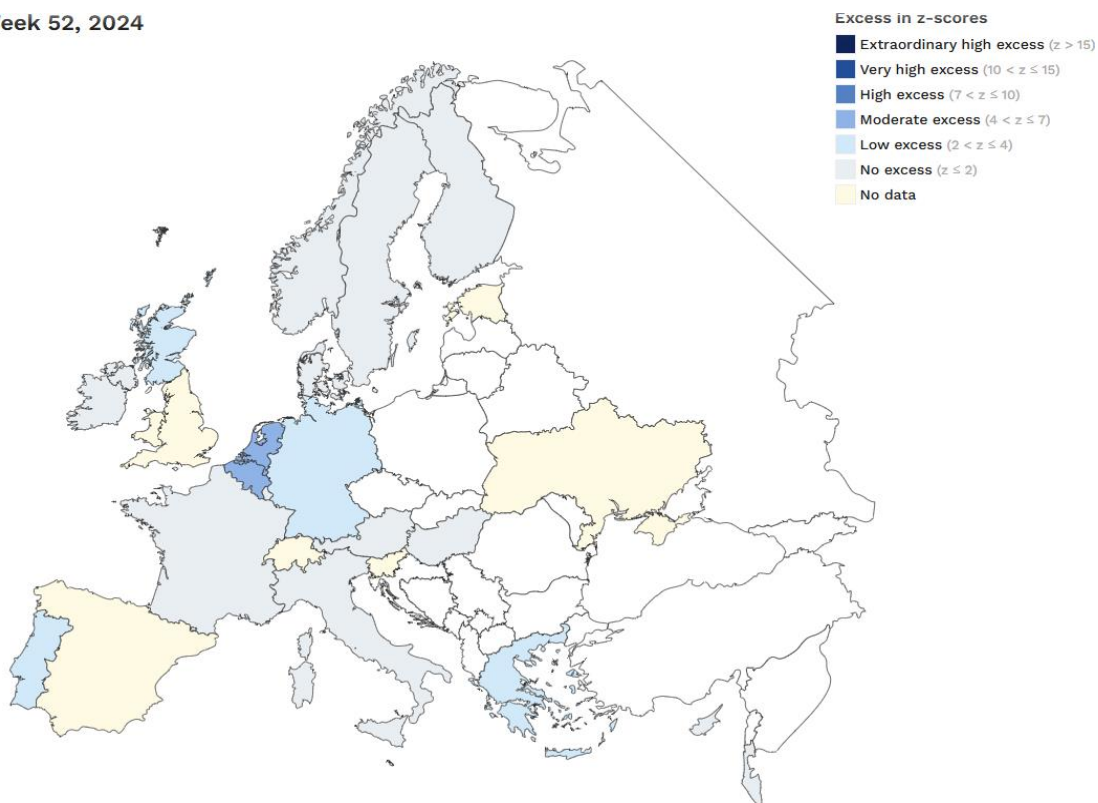 eek 52, 2024
Excess in z-scores
Extraordinary high excess (z > 15)
Very high excess (10 < z ≤ 15)
High excess (7 < z ≤ 10)
Moderate excess (4 < z ≤ 7)
Low excess (2 < z ≤ 4)
No excess (z ≤ 2)
No data